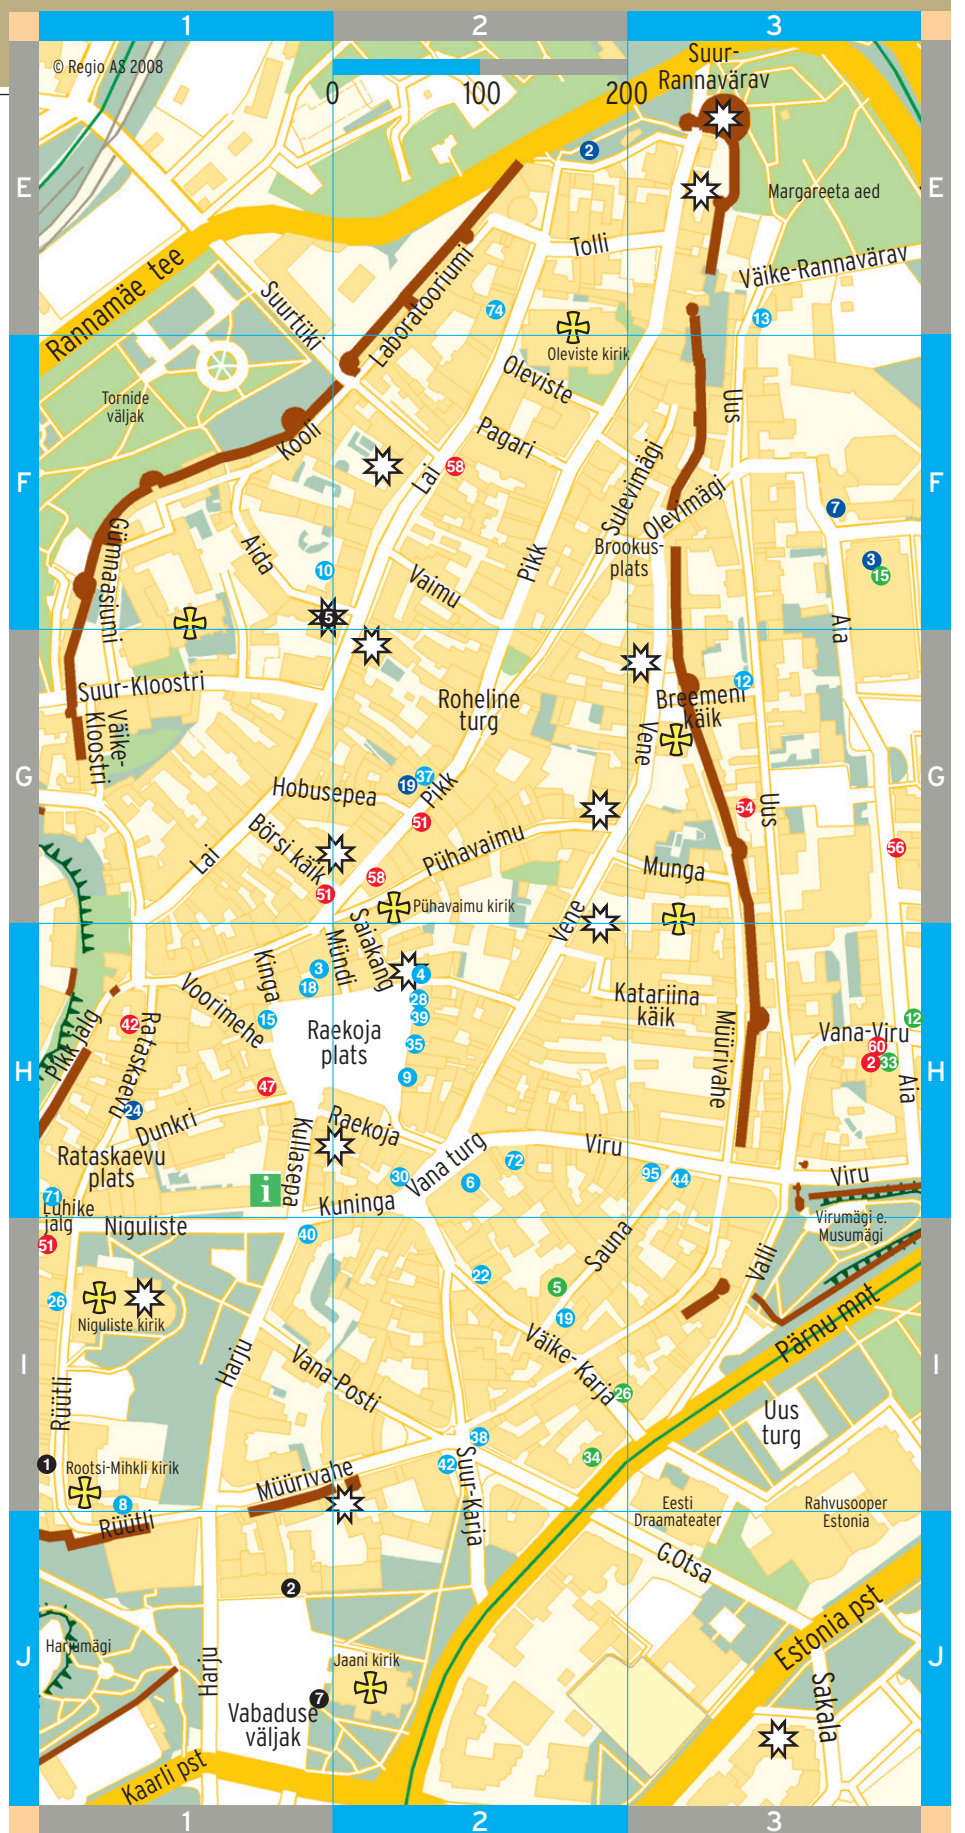 1
2
3
© Regio AS 2008
0
100
200
Suur-
Rannavärav
2
E
Margareeta aed
E
Tolli
Väike-Rannavärav
Rannamäe tee
Suurtüki
Laboratooriumi
74
13
Oleviste kirik
Oleviste
Tornide
väljak
Uus
Kooli
Pagari
Lai
58
F
Sulevimägi
Olevimägi
F
7
Gümnaasiumi
Aida
10
Vaimu
Pikk
Brookus-
plats
3
15
5
Aia
Suur-Kloostri
Väike-
Kloostri
Roheline
turg
12
Breemeni
käik
Vene
G
G
Hobusepea
19
37
Pikk
54
Uus
51
Börsi käik
Lai
Pühavaimu
56
Munga
58
51
Pühavaimu kirik
Vene
Saiakang
Mündi
Kinga
3
18
4
28
39
Katariina
käik
Voorimehe
15
Raekoja
plats
35
42
Rataskaevu
Pikk jalg
Müürivahe
Vana-Viru
12
60
2
33
H
H
9
47
Aia
24
Dunkri
Kullasepa
Raekoja
Rataskaevu
plats
Vana turg
Viru
72
30
6
95
44
Viru
71
i
Lühike
jalg
Kuninga
Niguliste
40
51
Virumägi e.
Musumägi
Sauna
Valli
22
5
26
19
Niguliste kirik
Väike-Karja
Pärnu mnt
Harju
Vana-Posti
I
I
26
Rüütli
Uus
turg
38
42
34
1
Rootsi-Mihkli kirik
Müürivahe
Suur-Karja
8
Rüütli
Eesti
Draamateater
Rahvusooper
Estonia
G.Otsa
2
Estonia pst
Harjumägi
Harju
Jaani kirik
J
J
7
Vabaduse
väljak
Sakala
Kaarli pst
1
2
3